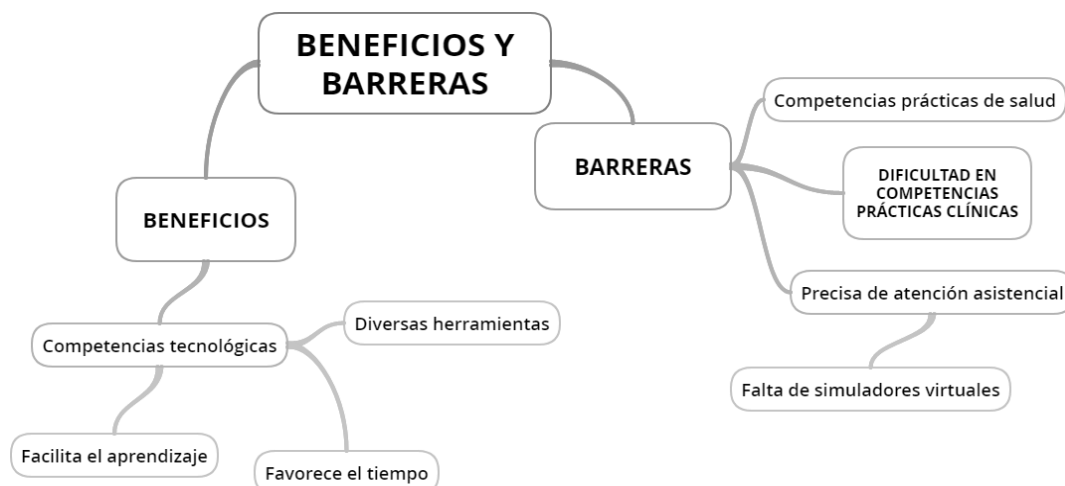 BENEFICIOS Y
BARRERAS
BENEFICIOS
Competencias tecnológicas
Diversas herramientas
Facilita el aprendizaje
Favorece el tiempo
BARRERAS
Competencias prácticas de salud
DIFICULTAD EN
COMPETENCIAS
PRÁCTICAS CLÍNICAS
Precisa de atención asistencial
Falta de simuladores virtuales